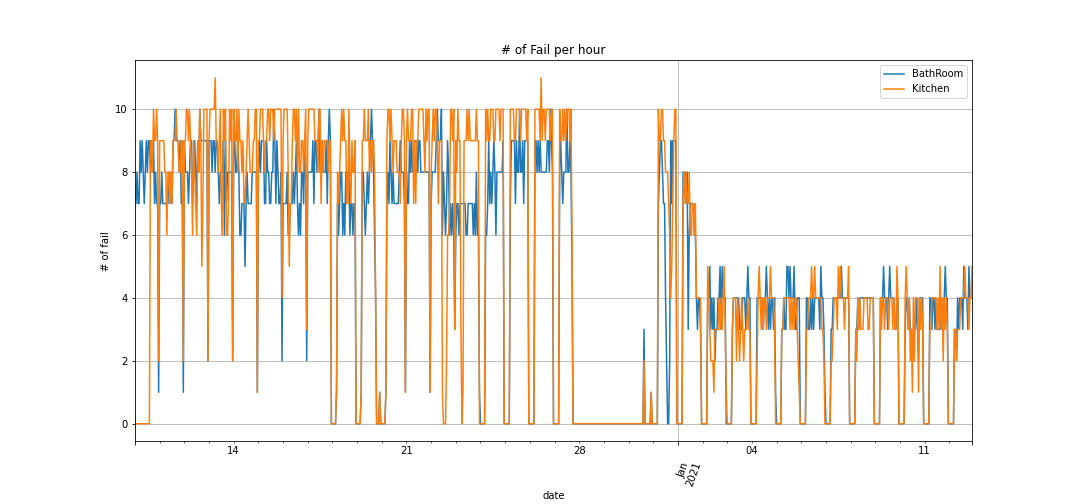 # of Fail per hour
BathRoom
Kitchen
10
8
6
4
2
0
# of fail
14
21
28
Jan
2021
04
11
date